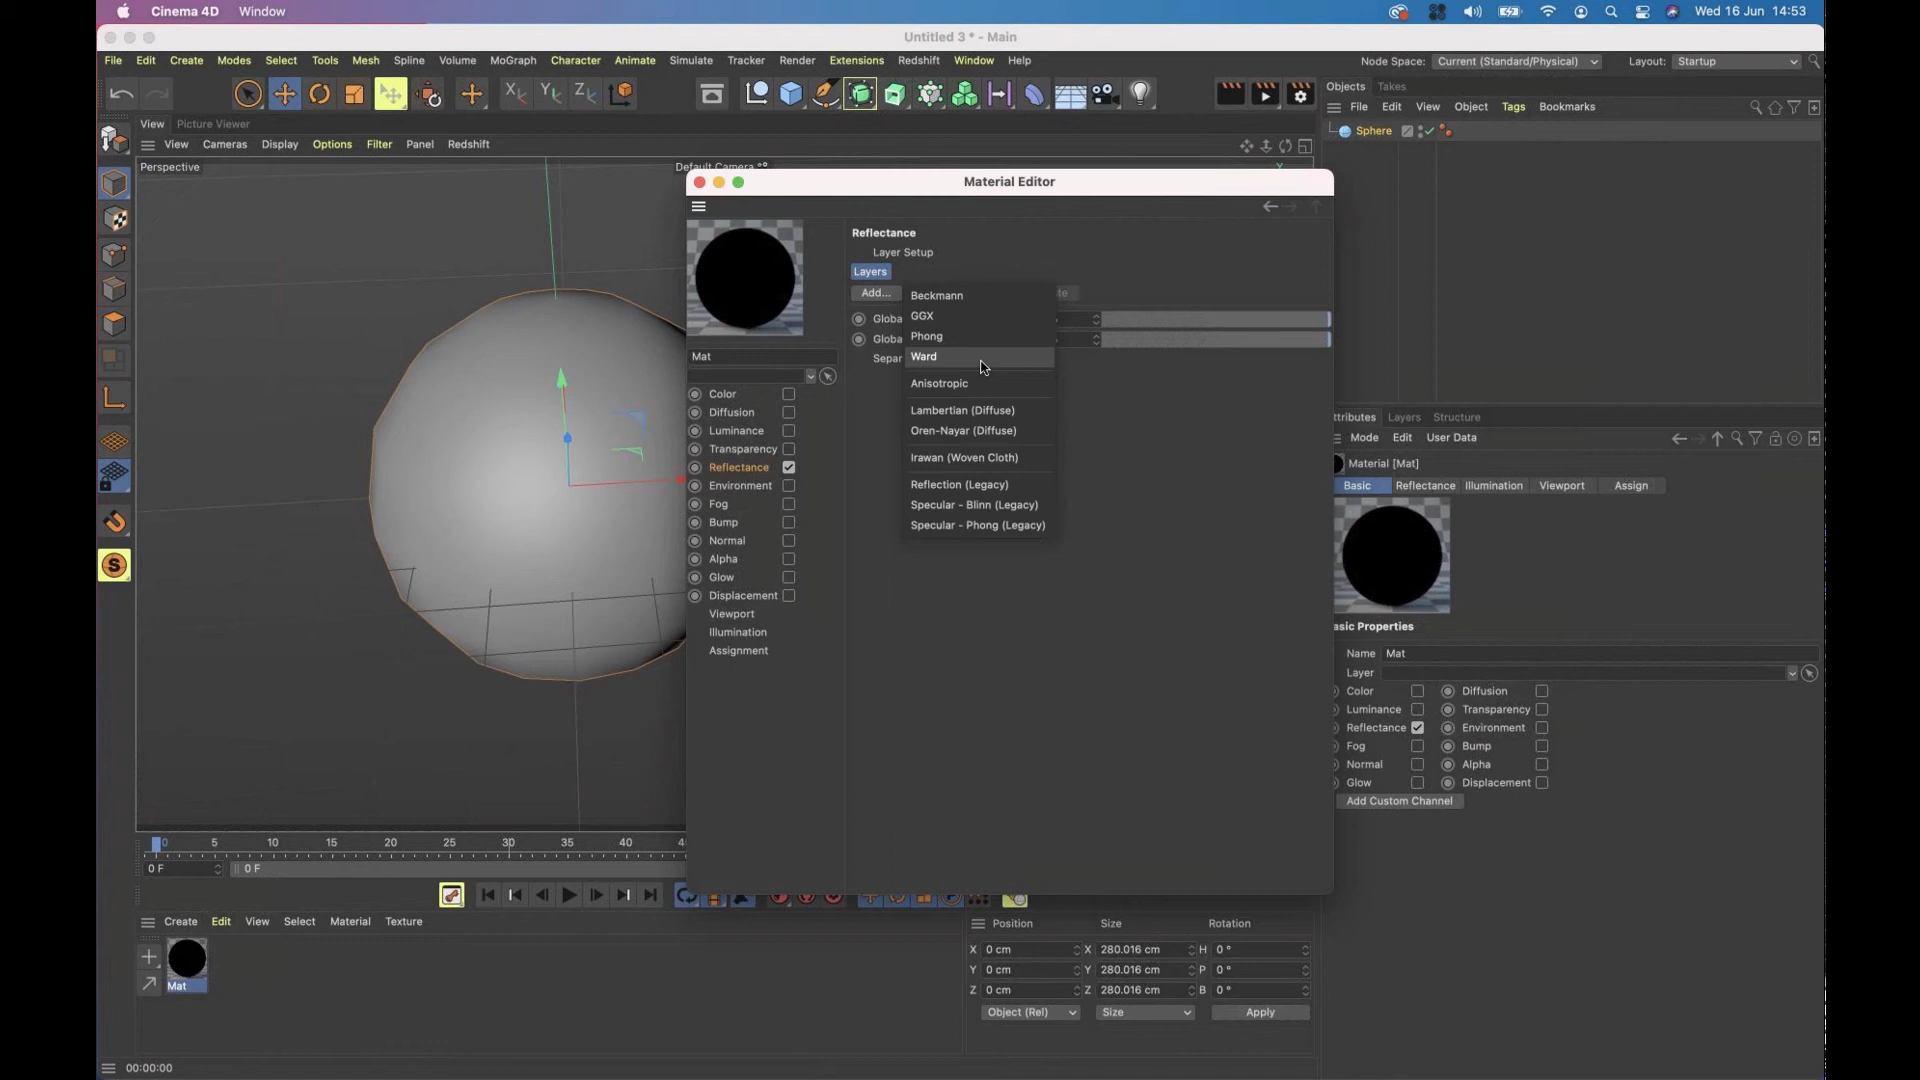 Cinema 4D Window
Wed 16 Jun 14:53
Untitled 3 * - Main
File Edit Create Modes Select Tools Mesh Spline Volume MoGraph Character Animate Simulate Tracker Render Extensions Redshift Window Help
Node Space: Current (Standard/Physical) Layout: Startup
X Y Z
Objects Takes
File Edit View Object Tags Bookmarks
Sphere
View Picture Viewer
View Cameras Display Options Filter Panel Redshift
Perspective
Default Camera
Y
Material Editor
Reflectance
Layer Setup
Layers
Add...
Globa
Globa
Separ
Beckmann
GGX
Phong
Ward
Anisotropic
Lambertian (Diffuse)
Oren-Nayar (Diffuse)
Irawan (Woven Cloth)
Reflection (Legacy)
Specular - Blinn (Legacy)
Specular - Phong (Legacy)
Mat
Color
Diffusion
Luminance
Transparency
Reflectance
Environment
Fog
Bump
Normal
Alpha
Glow
Displacement
Viewport
Illumination
Assignment
ttributes Layers Structure
Mode Edit User Data
Material [Mat]
Basic Reflectance Illumination Viewport Assign
asic Properties
Name Mat
Layer
Color Diffusion
Luminance Transparency
Reflectance Environment
Fog Bump
Normal Alpha
Glow Displacement
Add Custom Channel
0 5 10 15 20 25 30 35 40 4
0 F 0 F
Create Edit View Select Material Texture
Mat
Position Size Rotation
X 0 cm X 280.016 cm H 0 °
Y 0 cm Y 280.016 cm P 0 °
Z 0 cm Z 280.016 cm B 0 °
Object (Rel) Size Apply
00:00:00